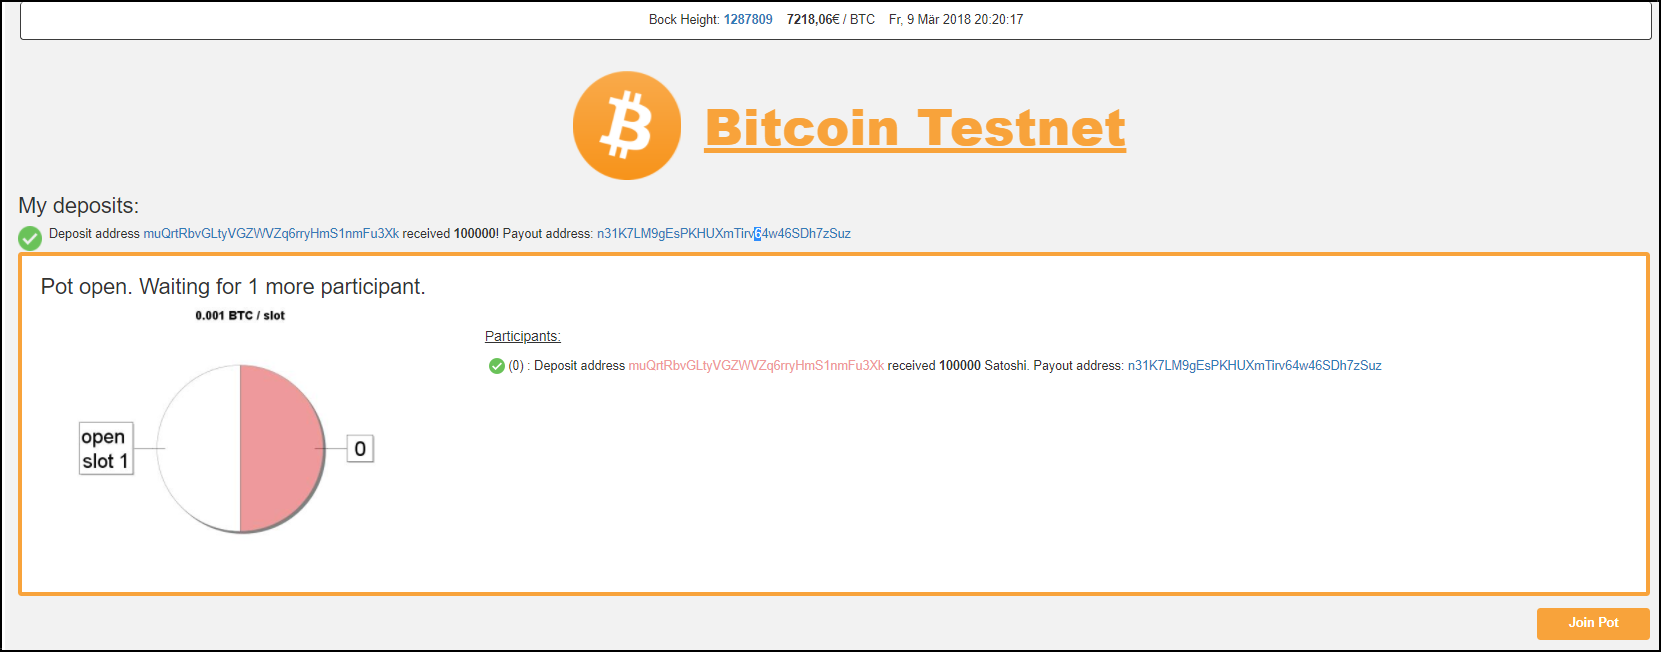 Bock Height: 1287809 7218,06€ / BTC Fr, 9 Mär 2018 20:20:17
Bitcoin Testnet
My deposits:
Deposit address muQrtRbvGLtyVGZWVZq6rryHmS1nmFu3Xk received 100000! Payout address: n31K7LM9gEsPKHUXmTirv64w46SDh7zSuz
Pot open. Waiting for 1 more participant.
0.001 BTC / slot
Participants:
(0) : Deposit address muQrtRbvGLtyVGZWVZq6rryHmS1nmFu3Xk received 100000 Satoshi. Payout address: n31K7LM9gEsPKHUXmTirv64w46SDh7zSuz
open
slot 1
0
Join Pot